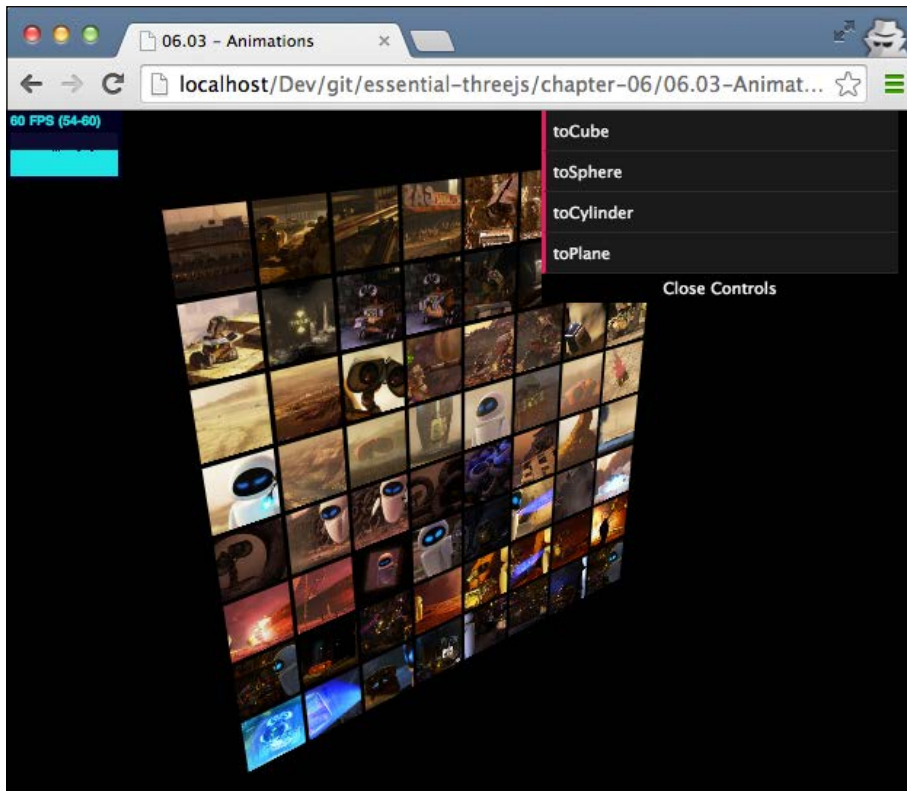 06.03 - Animations
localhost/Dev/git/essential-threejs/chapter-06/06.03-Animat...
60 FPS (54-60)
toCube
toSphere
toCylinder
toPlane
Close Controls